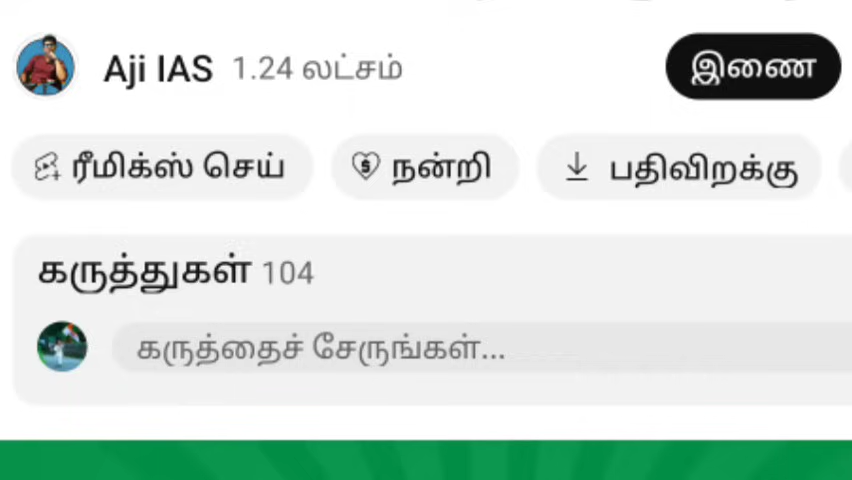 Aji IAS 1.24 லட்சம் இணை
ரீமிக்ஸ் செய் நன்றி பதிவிறக்கு
கருத்துகள் 104
கருத்தைச் சேருங்கள்...